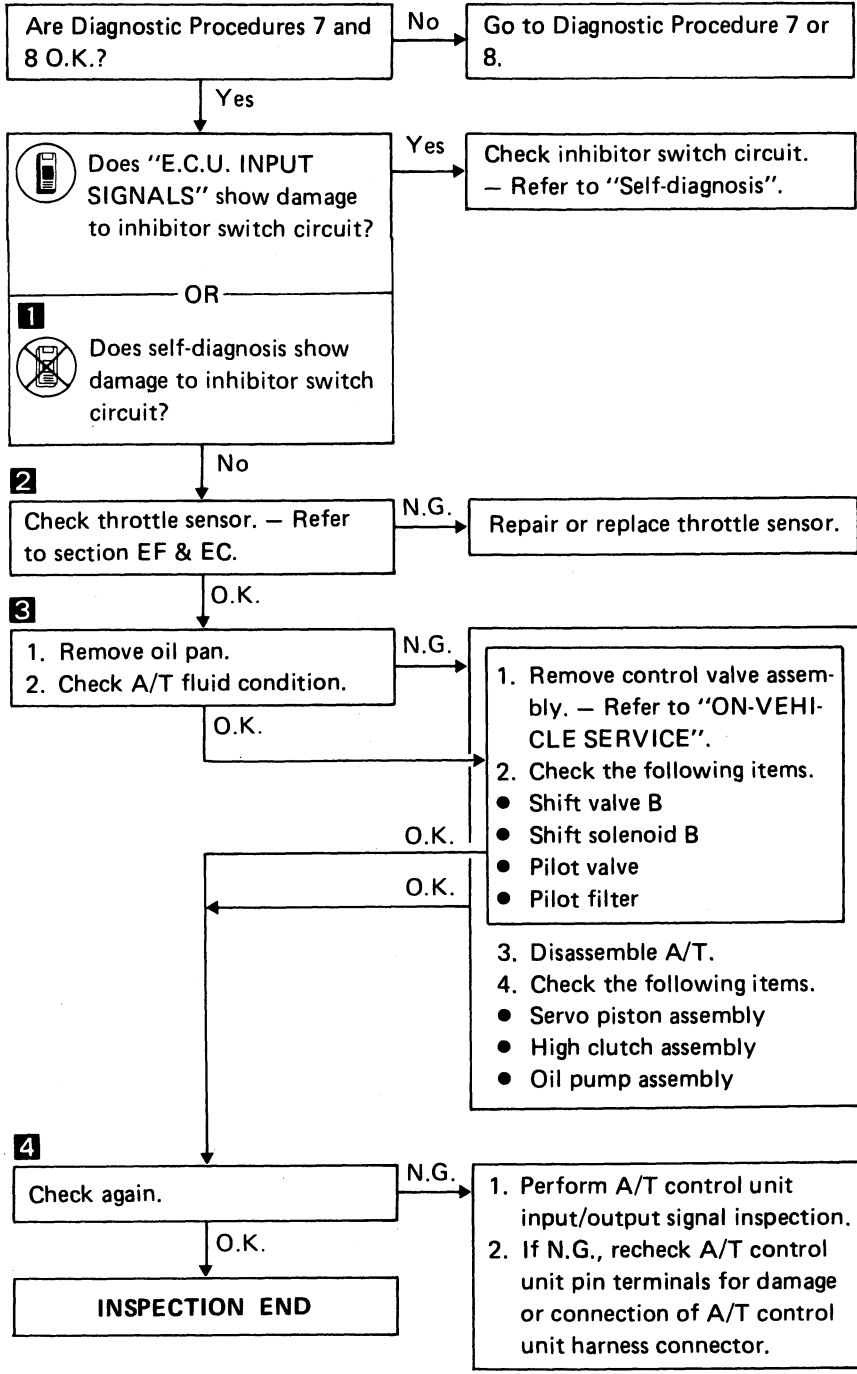 Are Diagnostic Procedures 7 and
8 O.K.?
No
Go to Diagnostic Procedure 7 or
8.
Yes
Does "E.C.U. INPUT
SIGNALS" show damage
to inhibitor switch circuit?
Yes
Check inhibitor switch circuit.
— Refer to "Self-diagnosis".
OR
1
Does self-diagnosis show
damage to inhibitor switch
circuit?
No
2
Check throttle sensor. — Refer
to section EF & EC.
N.G.
Repair or replace throttle sensor.
O.K.
3
1. Remove oil pan.
2. Check A/T fluid condition.
N.G.
O.K.
1. Remove control valve assem-
bly. — Refer to "ON-VEHI-
CLE SERVICE".
2. Check the following items.
● Shift valve B
● Shift solenoid B
● Pilot valve
● Pilot filter
O.K.
O.K.
3. Disassemble A/T.
4. Check the following items.
● Servo piston assembly
● High clutch assembly
● Oil pump assembly
4
Check again.
N.G.
1. Perform A/T control unit
input/output signal inspection.
2. If N.G., recheck A/T control
unit pin terminals for damage
or connection of A/T control
unit harness connector.
O.K.
INSPECTION END